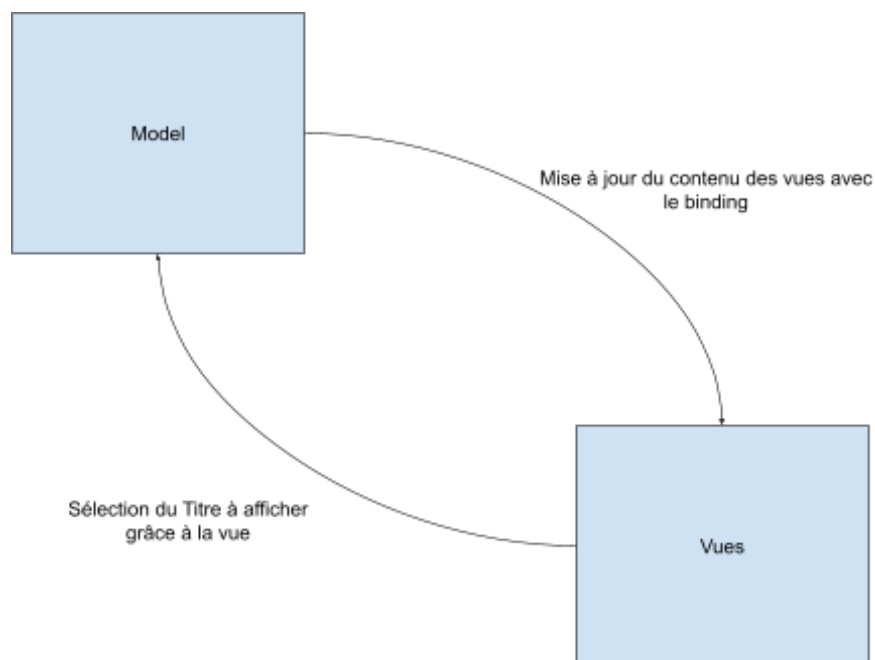 Model
Mise à jour du contenu des vues avec
le binding
Sélection du Titre à afficher
grâce à la vue
Vues